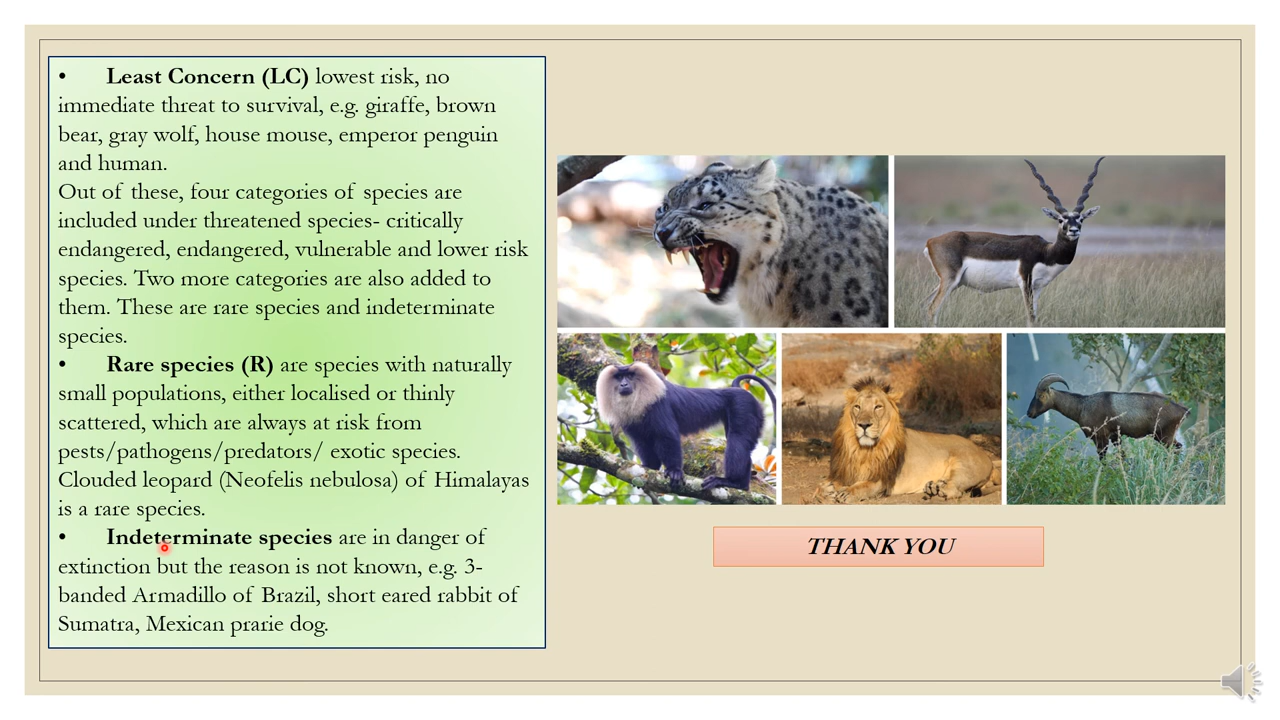 • Least Concern (LC) lowest risk, no
immediate threat to survival, e.g. giraffe, brown
bear, gray wolf, house mouse, emperor penguin
and human.
Out of these, four categories of species are
included under threatened species- critically
endangered, endangered, vulnerable and lower risk
species. Two more categories are also added to
them. These are rare species and indeterminate
species.
• Rare species (R) are species with naturally
small populations, either localised or thinly
scattered, which are always at risk from
pests/pathogens/predators/ exotic species.
Clouded leopard (Neofelis nebulosa) of Himalayas
is a rare species.
• Indeterminate species are in danger of
extinction but the reason is not known, e.g. 3-
banded Armadillo of Brazil, short eared rabbit of
Sumatra, Mexican prarie dog.
THANK YOU